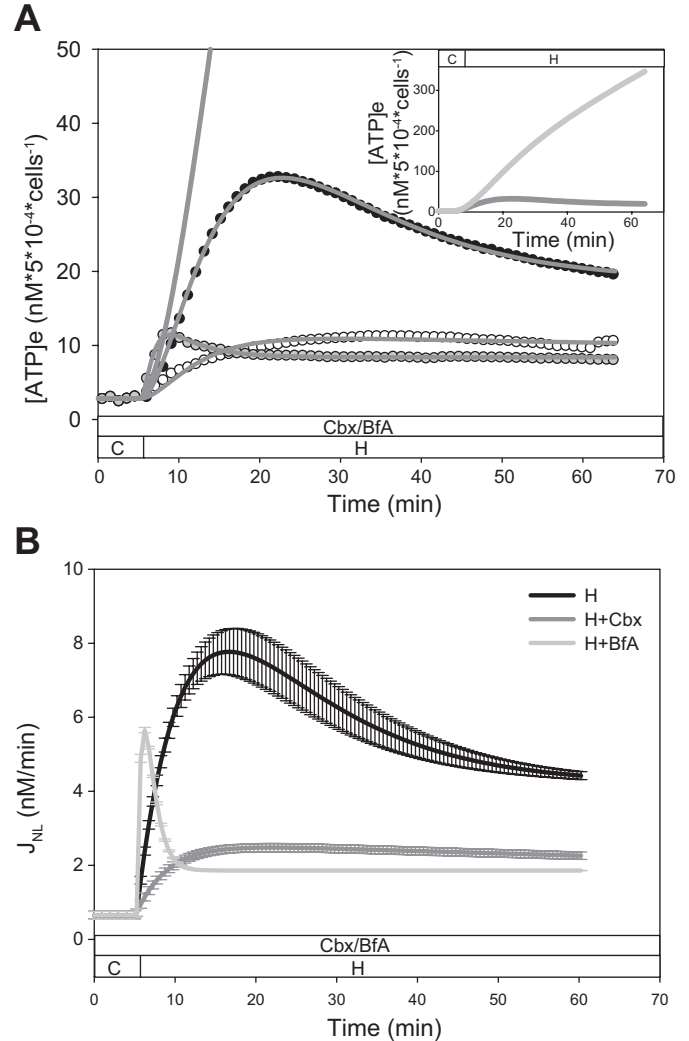 A
50
40
30
20
10
0
[ATP]e (nM*5*10-4*cells-1)
C H
300
200
100
0
[ATP]e
(nM*5*10-4*cells-1)
0 20 40 60
Time (min)
Cbx/BfA
C H
0 10 20 30 40 50 60 70
Time (min)
B
10
8
6
4
2
0
JNL (nM/min)
H
H+Cbx
H+BfA
Cbx/BfA
C H
0 10 20 30 40 50 60 70
Time (min)